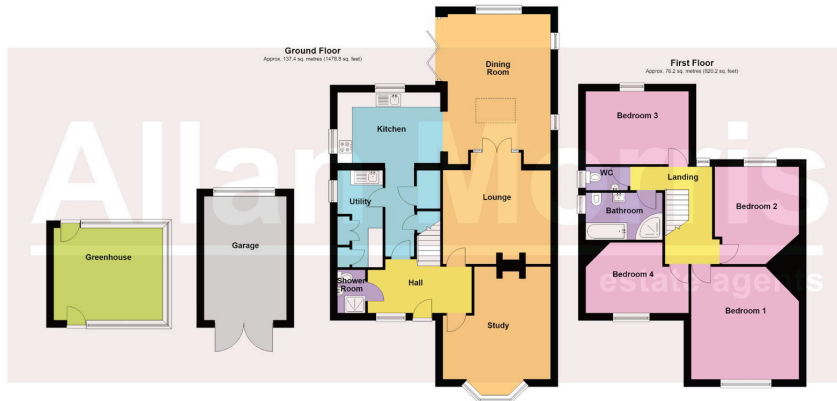 Ground Floor
Approx. 137.4 sq. metres (1478.8 sq. feet)
Dining
Room
Kitchen
Utility
Lounge
Shower
Room
Hall
Study
Greenhouse
Garage
First Floor
Approx. 76.2 sq. metres (820.2 sq. feet)
Bedroom 3
WC
Landing
Bathroom
Bedroom 2
Bedroom 4
Bedroom 1
Allan Morris
estate agents